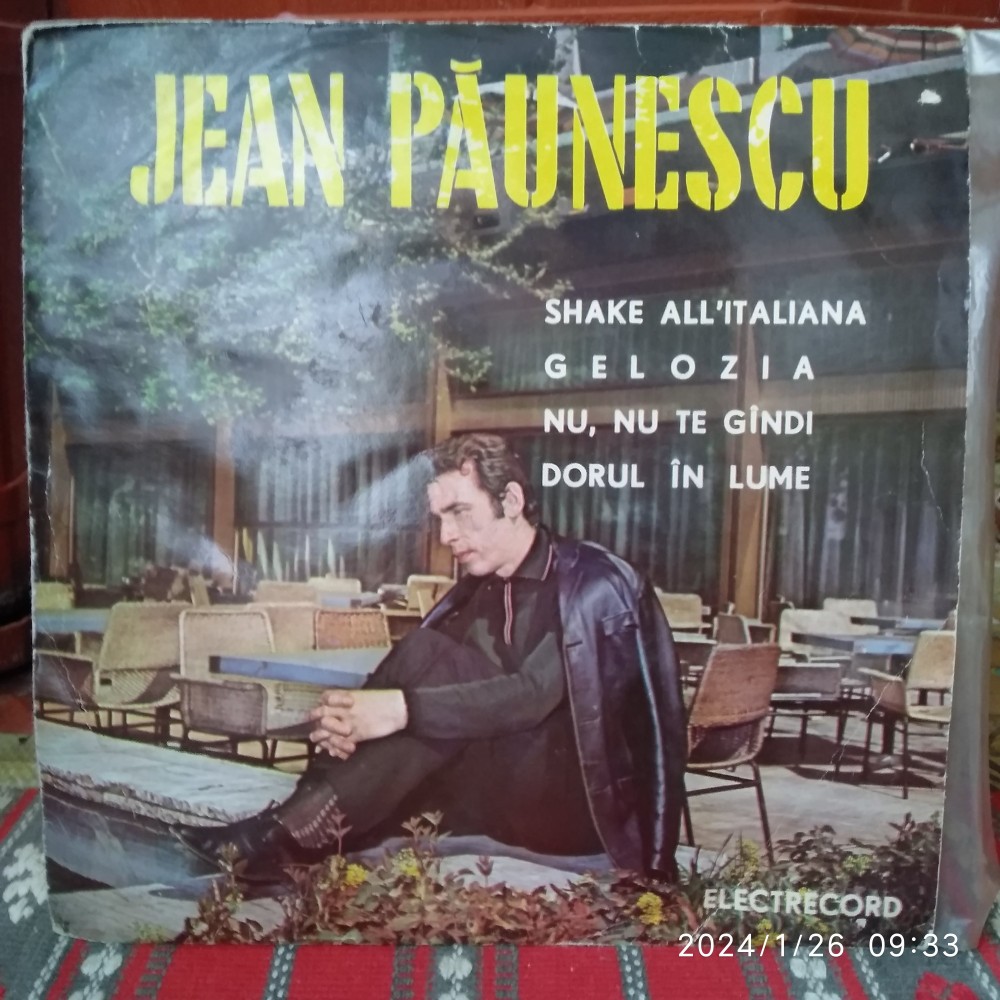 JEAN PĂUNESCU
SHAKE ALL'ITALIANA
GELOZIA
NU, NU TE GÎNDI
DORUL ÎN LUME
ELECTRECORD
2024/1/26 09:33